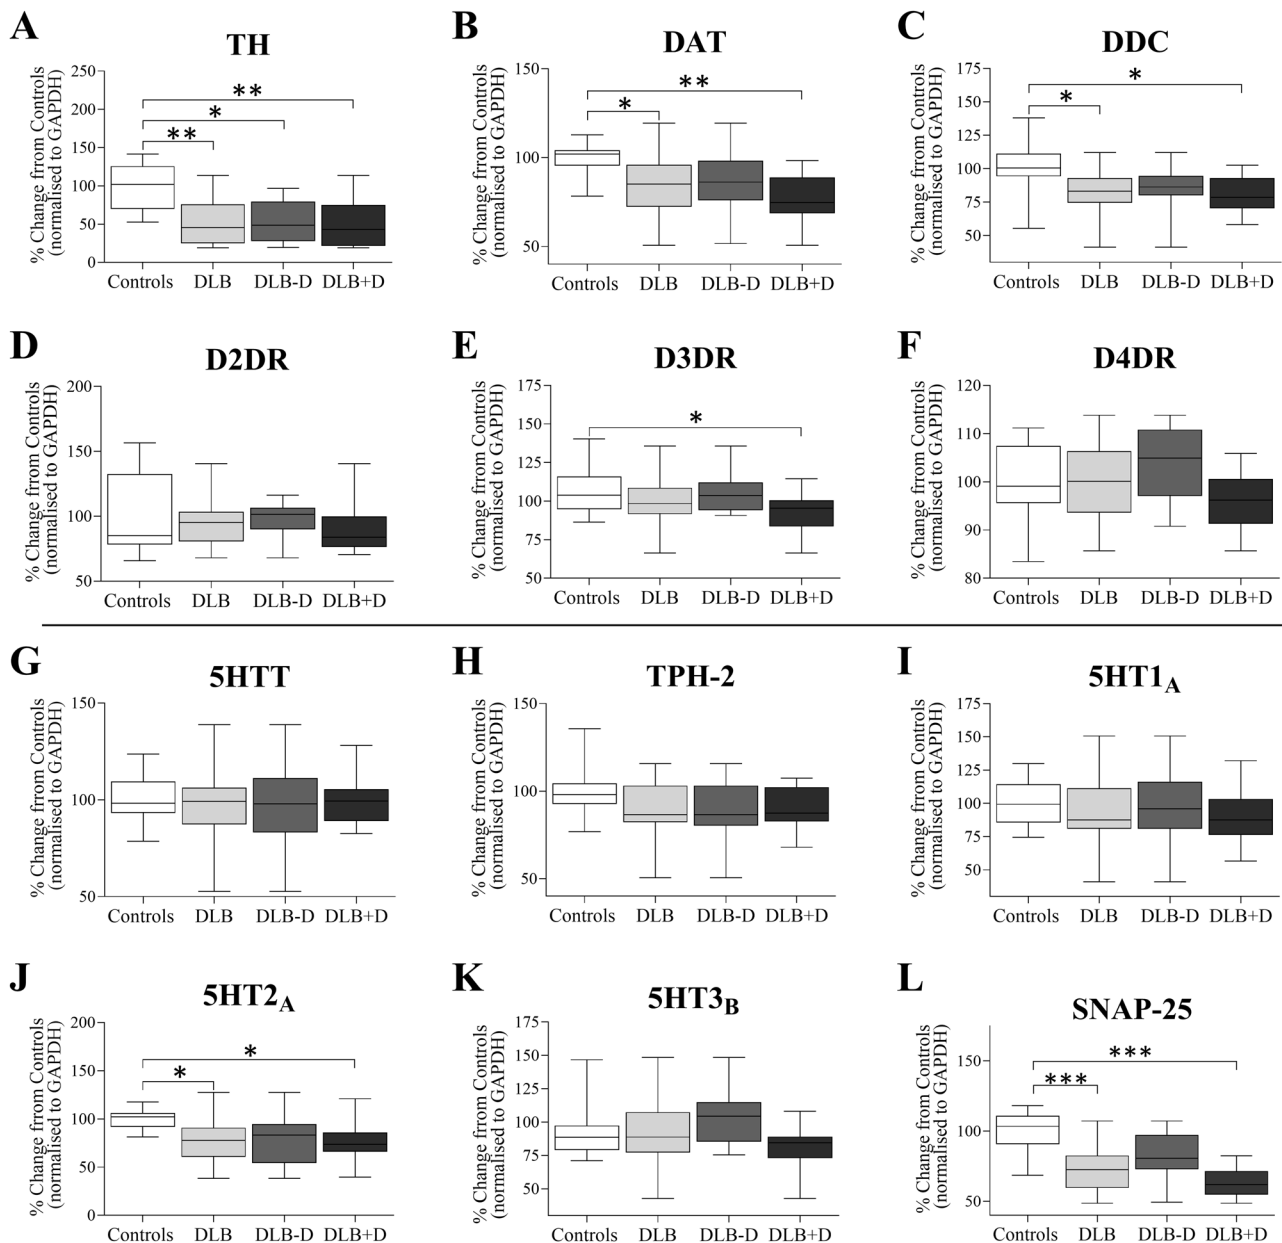 A
TH
% Change from Controls
(normalised to GAPDH)
250
200
150
100
50
0
**
*
**
Controls DLB DLB-D DLB+D
B
DAT
% Change from Controls
(normalised to GAPDH)
150
100
50
**
*
Controls DLB DLB-D DLB+D
C
DDC
% Change from Controls
(normalised to GAPDH)
175
150
125
100
75
50
*
*
Controls DLB DLB-D DLB+D
D
D2DR
% Change from Controls
(normalised to GAPDH)
200
150
100
50
Controls DLB DLB-D DLB+D
E
D3DR
% Change from Controls
(normalised to GAPDH)
175
150
125
100
75
50
*
Controls DLB DLB-D DLB+D
F
D4DR
% Change from Controls
(normalised to GAPDH)
120
110
100
90
80
Controls DLB DLB-D DLB+D
G
5HTT
% Change from Controls
(normalised to GAPDH)
150
100
50
Controls DLB DLB-D DLB+D
H
TPH-2
% Change from Controls
(normalised to GAPDH)
150
100
50
Controls DLB DLB-D DLB+D
I
5HT1A
% Change from Controls
(normalised to GAPDH)
175
150
125
100
75
50
Controls DLB DLB-D DLB+D
J
5HT2A
% Change from Controls
(normalised to GAPDH)
200
150
100
50
0
*
*
Controls DLB DLB-D DLB+D
K
5HT3B
% Change from Controls
(normalised to GAPDH)
175
150
125
100
75
50
Controls DLB DLB-D DLB+D
L
SNAP-25
% Change from Controls
(normalised to GAPDH)
150
100
50
***
***
Controls DLB DLB-D DLB+D